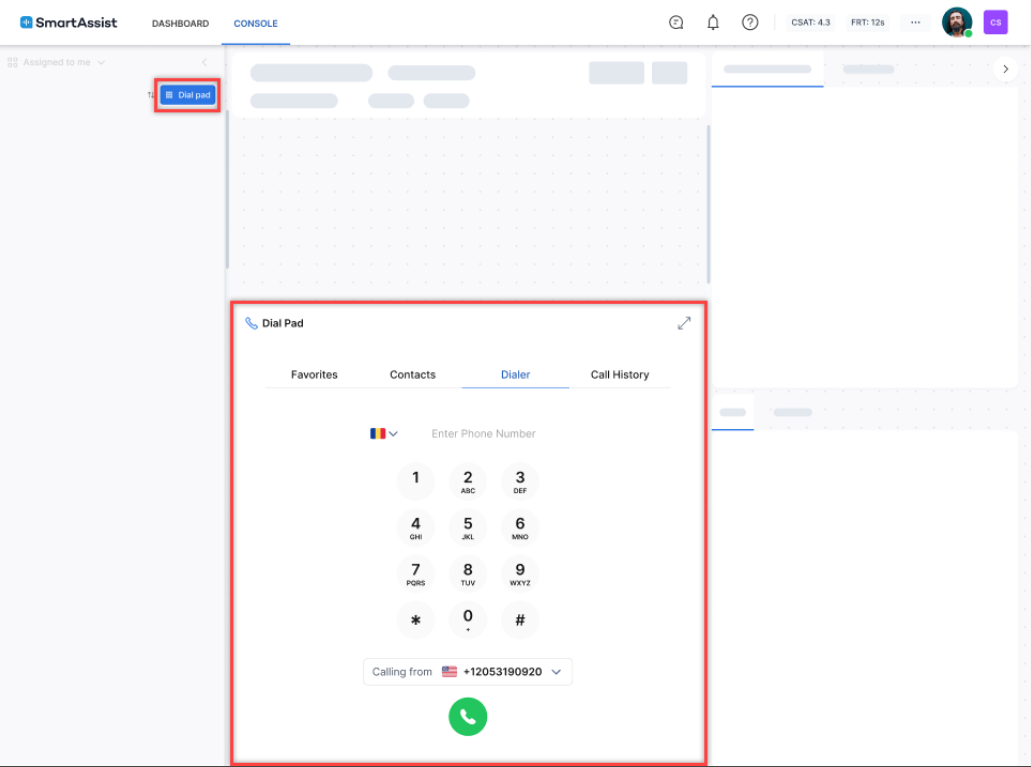 SmartAssist DASHBOARD CONSOLE CSAT: 4.3 FRT: 12s ... CS
Assigned to me
Dial pad
Dial Pad
Favorites Contacts Dialer Call History
Enter Phone Number
1 2 3
ABC DEF
4 5 6
GHI JKL MNO
7 8 9
PQRS TUV WXYZ
* 0 #
+
Calling from +12053190920